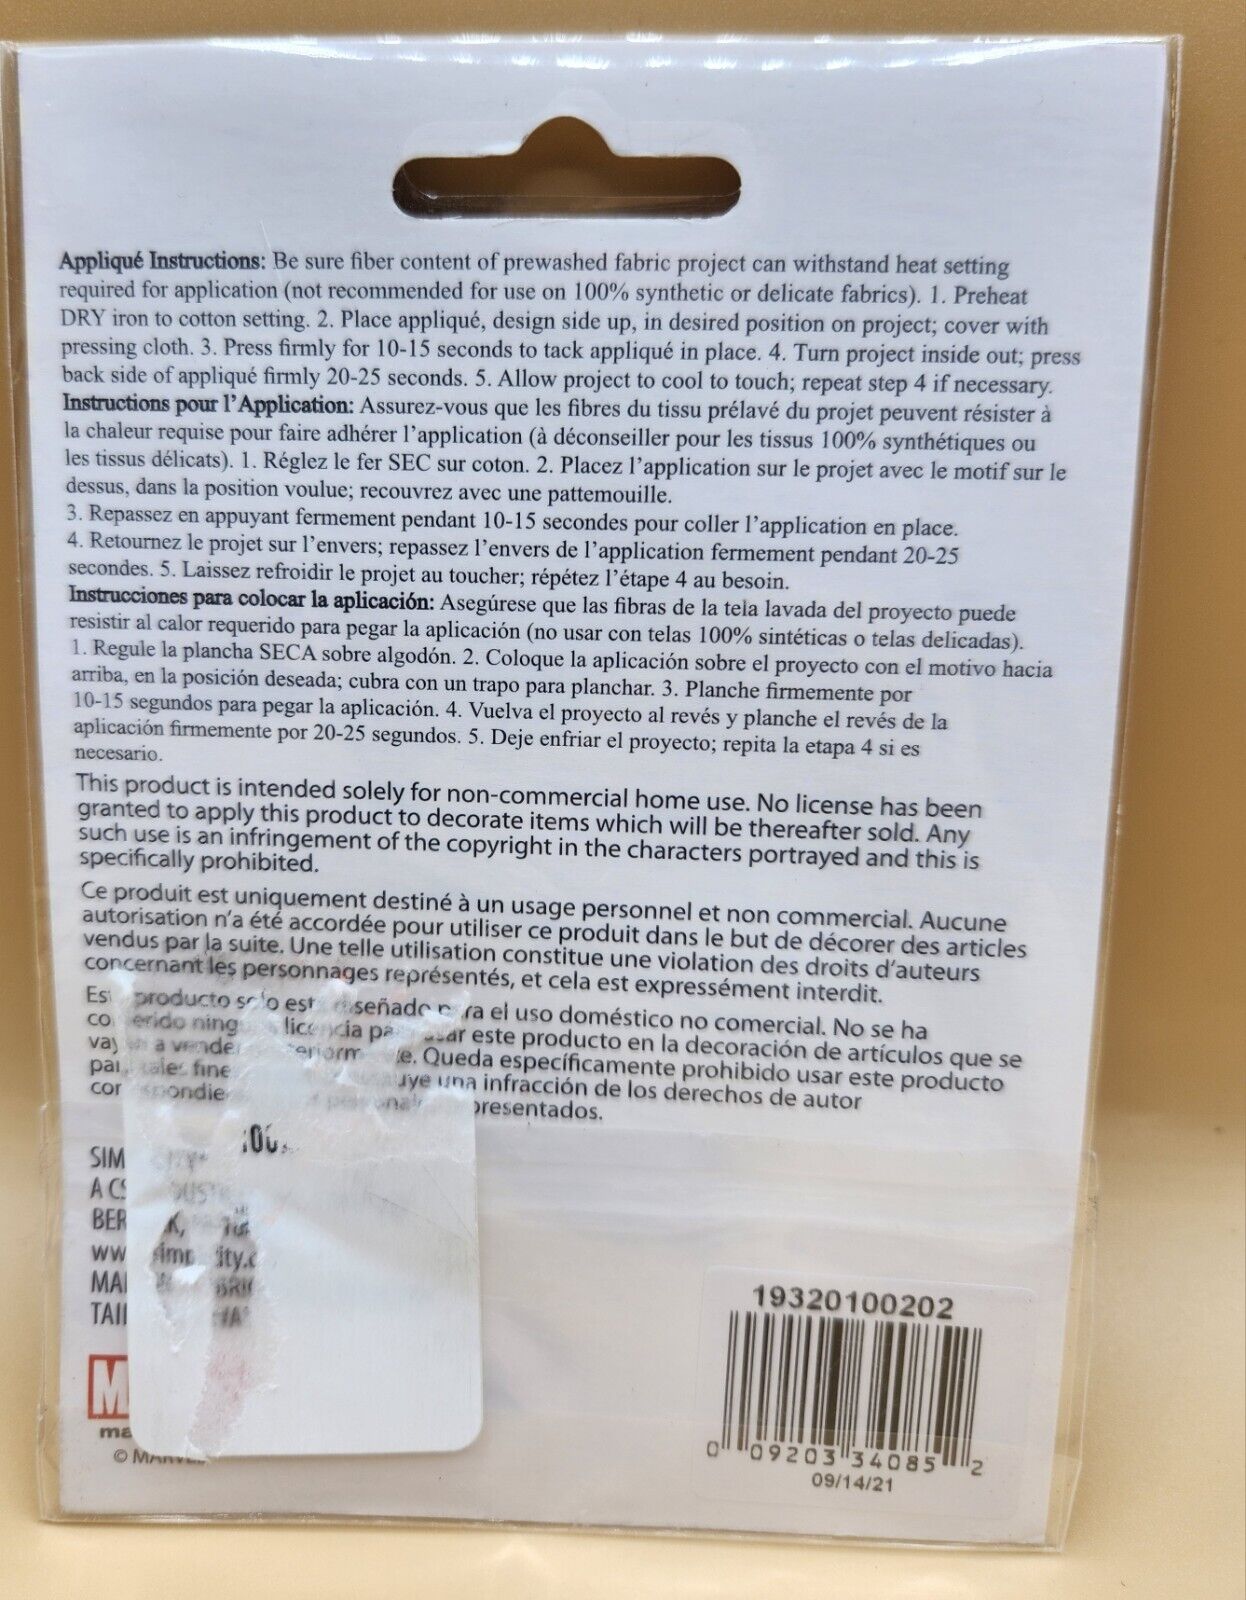 Appliqué Instructions: Be sure fiber content of prewashed fabric project can withstand heat setting
required for application (not recommended for use on 100% synthetic or delicate fabrics). 1. Preheat
DRY iron to cotton setting. 2. Place appliqué, design side up, in desired position on project; cover with
pressing cloth. 3. Press firmly for 10-15 seconds to tack appliqué in place. 4. Turn project inside out; press
back side of appliqué firmly 20-25 seconds. 5. Allow project to cool to touch; repeat step 4 if necessary.
Instructions pour l'Application: Assurez-vous que les fibres du tissu prélavé du projet peuvent résister à
la chaleur requise pour faire adhérer l'application (à déconseiller pour les tissus 100% synthétiques ou
les tissus délicats). 1. Réglez le fer SEC sur coton. 2. Placez l'application sur le projet avec le motif sur le
dessus, dans la position voulue; recouvrez avec une pattemouille.
3. Repassez en appuyant fermement pendant 10-15 secondes pour coller l'application en place.
4. Retournez le projet sur l'envers; repassez l'envers de l'application fermement pendant 20-25
secondes. 5. Laissez refroidir le projet au toucher; répétez l'étape 4 au besoin.
Instrucciones para colocar la aplicación: Asegúrese que las fibras de la tela lavada del proyecto puede
resistir al calor requerido para pegar la aplicación (no usar con telas 100% sintéticas o telas delicadas).
1. Regule la plancha SECA sobre algodón. 2. Coloque la aplicación sobre el proyecto con el motivo hacia
arriba, en la posición deseada; cubra con un trapo para planchar. 3. Planche firmemente por
10-15 segundos para pegar la aplicación. 4. Vuelva el proyecto al revés y planche el revés de la
aplicación firmemente por 20-25 segundos. 5. Deje enfriar el proyecto; repita la etapa 4 si es
necesario.
This product is intended solely for non-commercial home use. No license has been
granted to apply this product to decorate items which will be thereafter sold. Any
such use is an infringement of the copyright in the characters portrayed and this is
specifically prohibited.
Ce produit est uniquement destiné à un usage personnel et non commercial. Aucune
autorisation n'a été accordée pour utiliser ce produit dans le but de décorer des articles
vendus par la suite. Une telle utilisation constitue une violation des droits d'auteurs
concernant les personnages représentés, et cela est expressément interdit.
producto solo está diseñado para el uso doméstico no comercial. No se ha
licencia para usar este producto en la decoración de artículos que se
a vender Queda específicamente prohibido usar este producto
una infracción de los derechos de autor
representados.
© MARVEL
19320100202
0 09203 34085 2
09/14/21